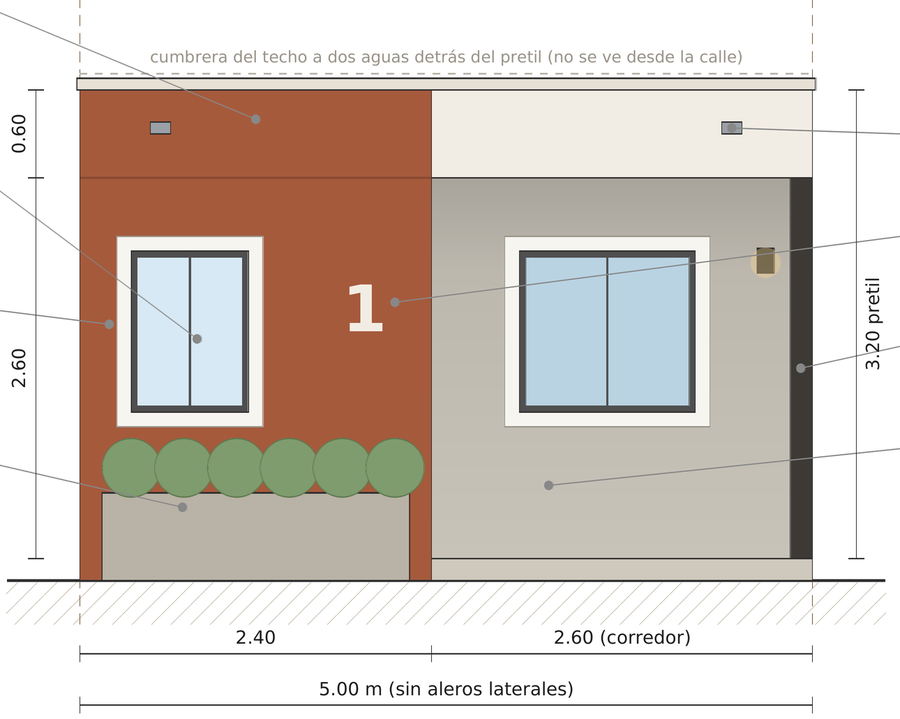 cumbrera del techo a dos aguas detrás del pretil (no se ve desde la calle)
0.60
1
2.60
3.20 pretil
2.40
2.60 (corredor)
5.00 m (sin aleros laterales)